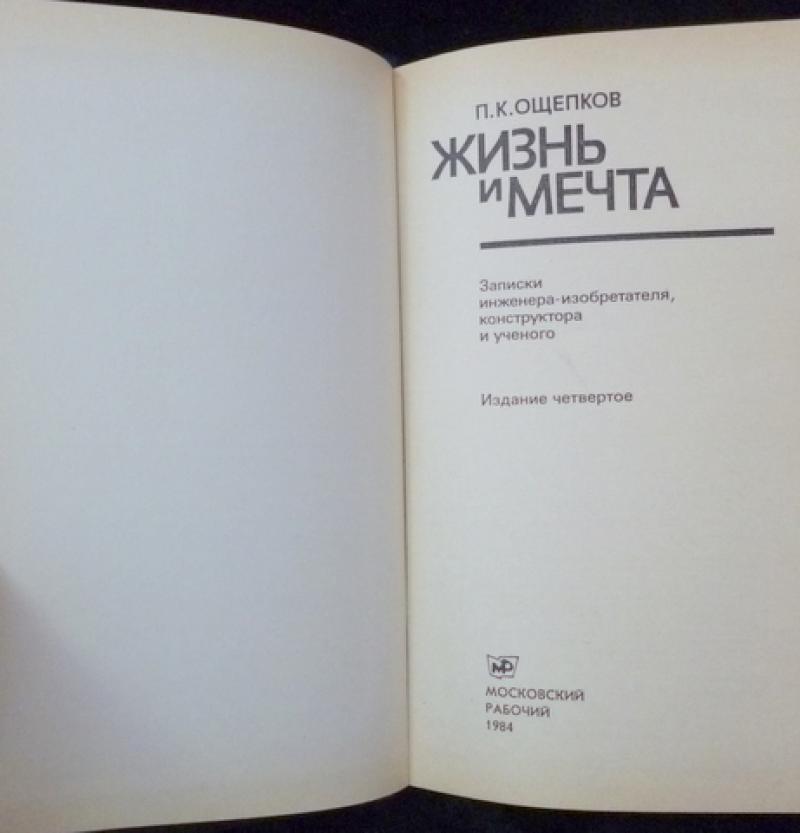 П.К.ОЩЕПКОВ
ЖИЗНЬ
и МЕЧТА
Записки
инженера-изобретателя,
конструктора
и ученого
Издание четвертое
МР
МОСКОВСКИЙ
РАБОЧИЙ
1984